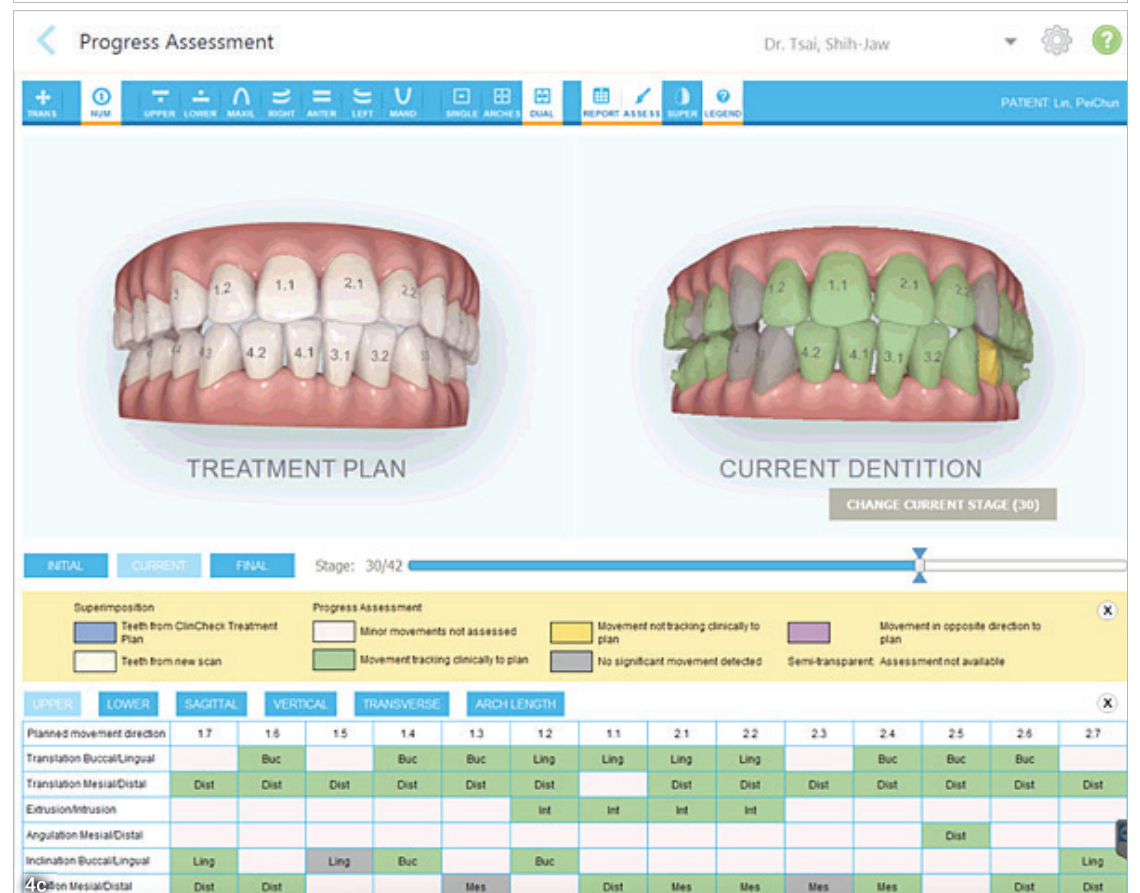 Progress Assessment Dr. Tsai, Shih-Jaw ?
TRANS NUM UPPER LOWER MAXIL RIGHT ANTER LEFT MAND SINGLE ARCHES DUAL REPORT ASSESS SUPER LEGEND PATIENT: Lin, PeiChun
1.2 1.1 2.1 2.2
4.3 4.2 4.1 3.1 3.2
1.2 1.1 2.1 2.2
4.2 4.1 3.1 3.2
TREATMENT PLAN CURRENT DENTITION
CHANGE CURRENT STAGE (30)
INITIAL CURRENT FINAL Stage: 30/42
Superimposition Progress Assessment X
Teeth from ClinCheck Treatment Plan Minor movements not assessed Movement not tracking clinically to plan Movement in opposite direction to plan
Teeth from new scan Movement tracking clinically to plan No significant movement detected Semi-transparent: Assessment not available
UPPER LOWER SAGITTAL VERTICAL TRANSVERSE ARCH LENGTH X
Planned movement direction 1.7 1.6 1.5 1.4 1.3 1.2 1.1 2.1 2.2 2.3 2.4 2.5 2.6 2.7
Translation Buccal/Lingual Buc Buc Buc Ling Ling Ling Ling Buc Buc Buc
Translation Mesial/Distal Dist Dist Dist Dist Dist Dist Dist Dist Dist Dist Dist Dist Dist
Extrusion/Intrusion Int Int Int Int
Angulation Mesial/Distal Dist
Inclination Buccal/Lingual Ling Ling Buc Buc Ling
4c Mesial/Distal Dist Dist Mes Dist Mes Mes Mes Mes Dist Dist